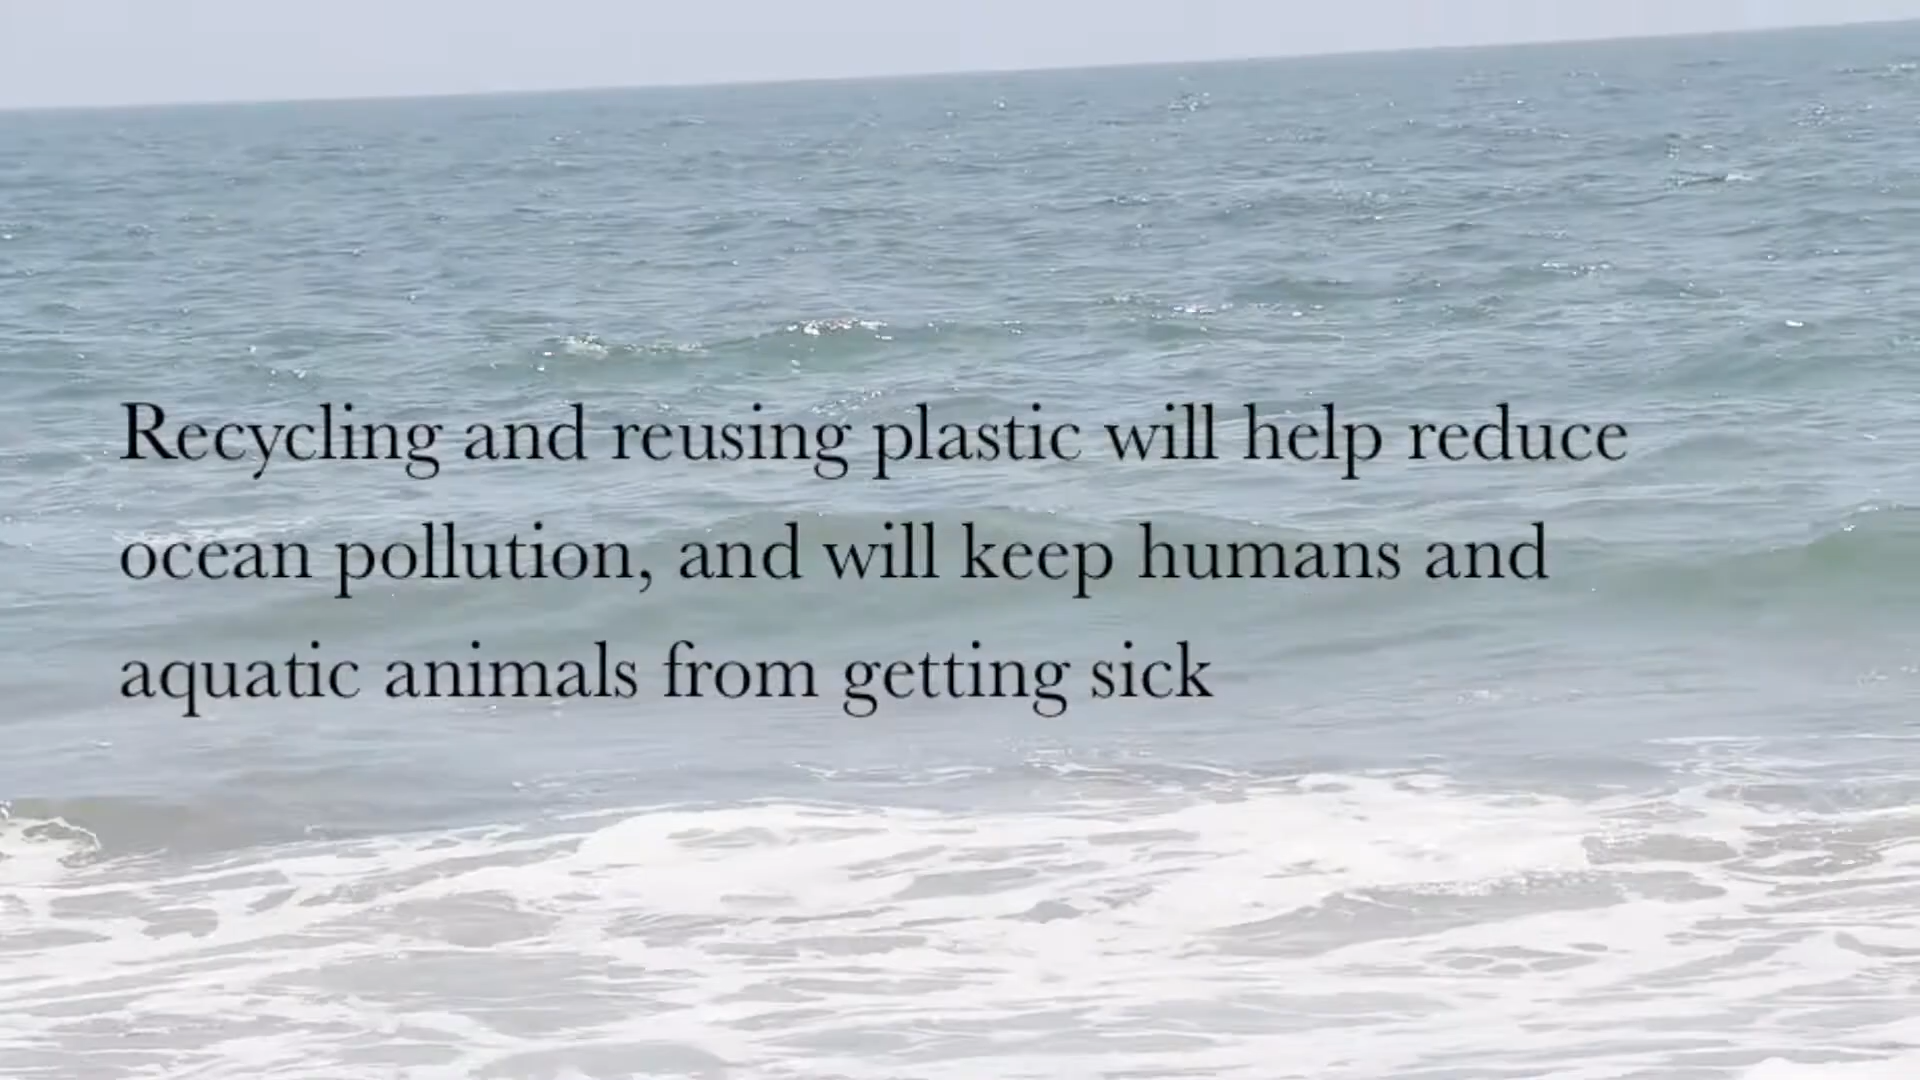 Recycling and reusing plastic will help reduce
ocean pollution, and will keep humans and
aquatic animals from getting sick